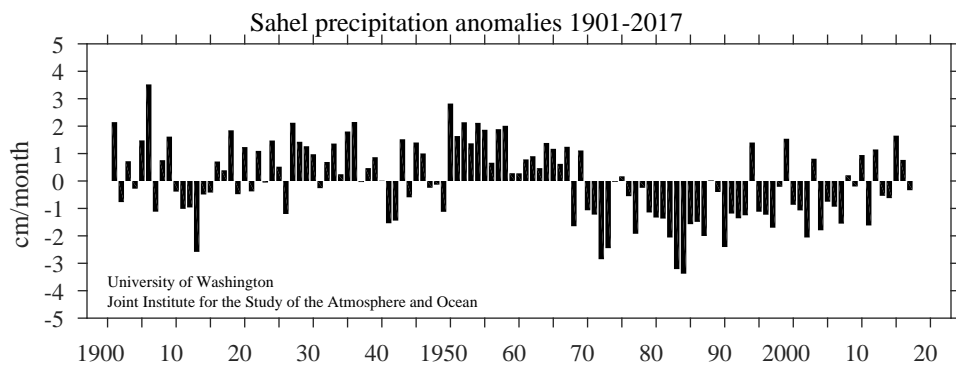 Sahel precipitation anomalies 1901-2017
5
4
3
2
1
0
-1
-2
-3
-4
-5
cm/month
University of Washington
Joint Institute for the Study of the Atmosphere and Ocean
1900 10 20 30 40 1950 60 70 80 90 2000 10 20